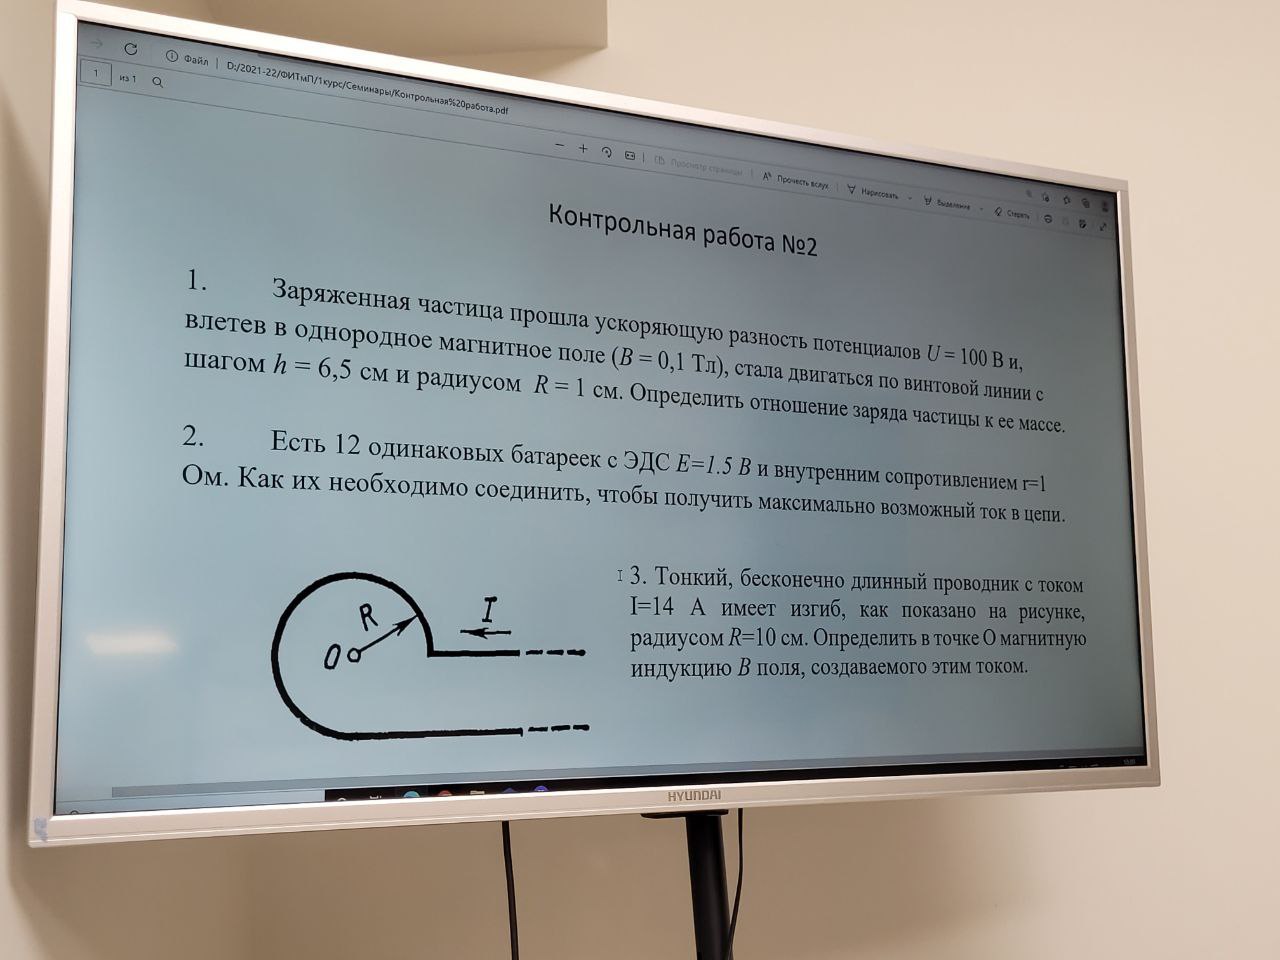 1 из 1
Файл | D:/2021-22/ФИТмП/1курс/Семинары/Контрольная%20работа.pdf
Просмотр страницы | Прочесть вслух | Нарисовать Выделение Стереть
Контрольная работа №2
1. Заряженная частица прошла ускоряющую разность потенциалов U = 100 В и,
влетев в однородное магнитное поле (B = 0,1 Тл), стала двигаться по винтовой линии с
шагом h = 6,5 см и радиусом R = 1 см. Определить отношение заряда частицы к ее массе.
2. Есть 12 одинаковых батареек с ЭДС E=1.5 В и внутренним сопротивлением r=1
Ом. Как их необходимо соединить, чтобы получить максимально возможный ток в цепи.
R
I
O
3. Тонкий, бесконечно длинный проводник с током
I=14 А имеет изгиб, как показано на рисунке,
радиусом R=10 см. Определить в точке О магнитную
индукцию B поля, создаваемого этим током.
HYUNDAI